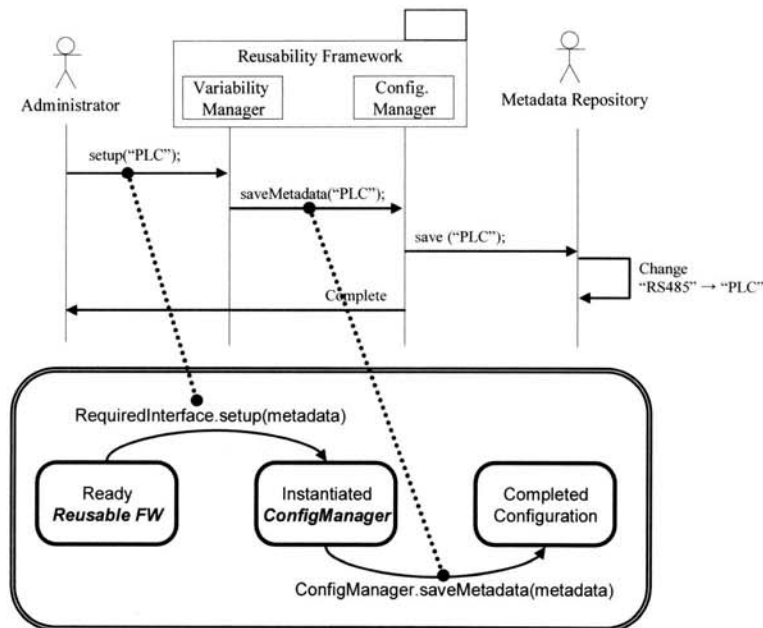 Reusability Framework
Administrator
Variability
Manager
Config.
Manager
Metadata Repository
setup(“PLC”);
saveMetadata(“PLC”);
save (“PLC”);
Change
“RS485” → “PLC”
Complete
RequiredInterface.setup(metadata)
Ready
Reusable FW
Instantiated
ConfigManager
Completed
Configuration
ConfigManager.saveMetadata(metadata)